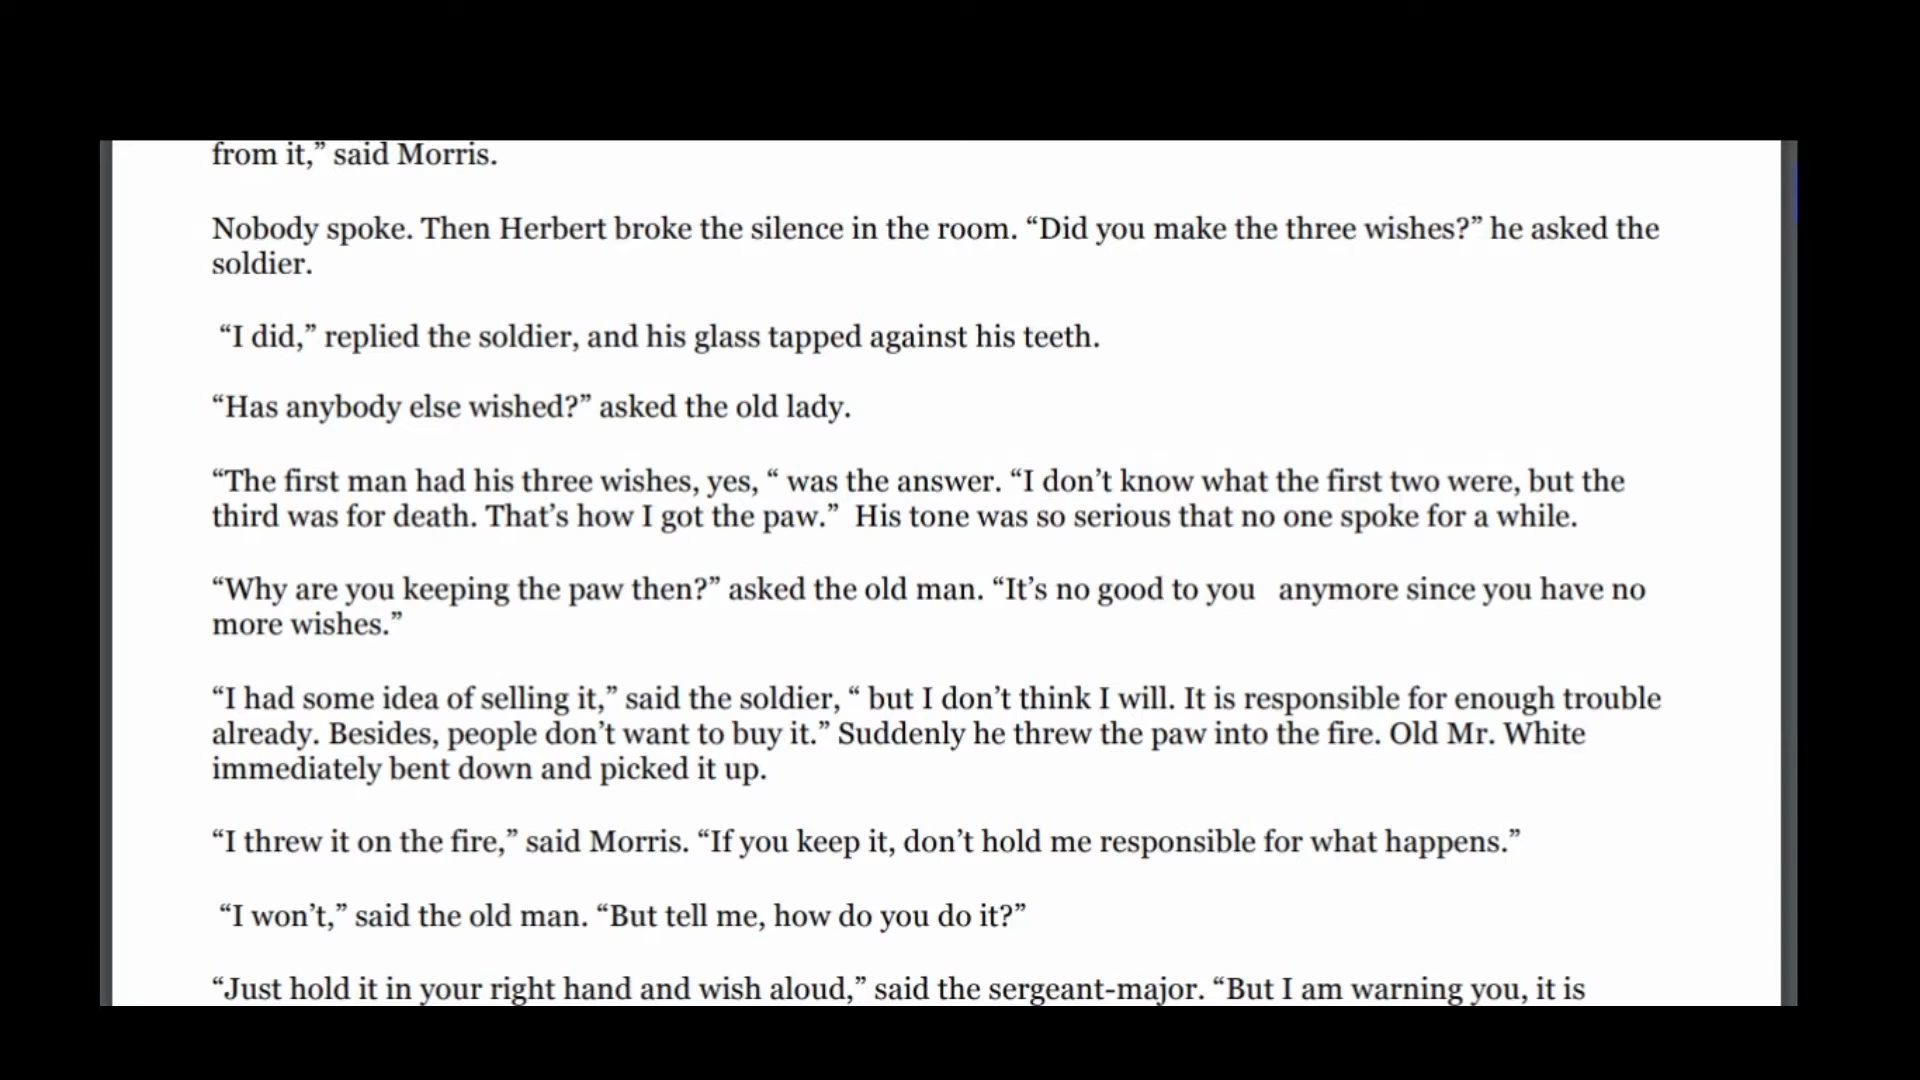 from it,” said Morris.
Nobody spoke. Then Herbert broke the silence in the room. “Did you make the three wishes?” he asked the
soldier.
“I did,” replied the soldier, and his glass tapped against his teeth.
“Has anybody else wished?” asked the old lady.
“The first man had his three wishes, yes, “ was the answer. “I don’t know what the first two were, but the
third was for death. That’s how I got the paw.”  His tone was so serious that no one spoke for a while.
“Why are you keeping the paw then?” asked the old man. “It’s no good to you   anymore since you have no
more wishes.”
“I had some idea of selling it,” said the soldier, “ but I don’t think I will. It is responsible for enough trouble
already. Besides, people don’t want to buy it.” Suddenly he threw the paw into the fire. Old Mr. White
immediately bent down and picked it up.
“I threw it on the fire,” said Morris. “If you keep it, don’t hold me responsible for what happens.”
“I won’t,” said the old man. “But tell me, how do you do it?”
“Just hold it in your right hand and wish aloud,” said the sergeant-major. “But I am warning you, it is